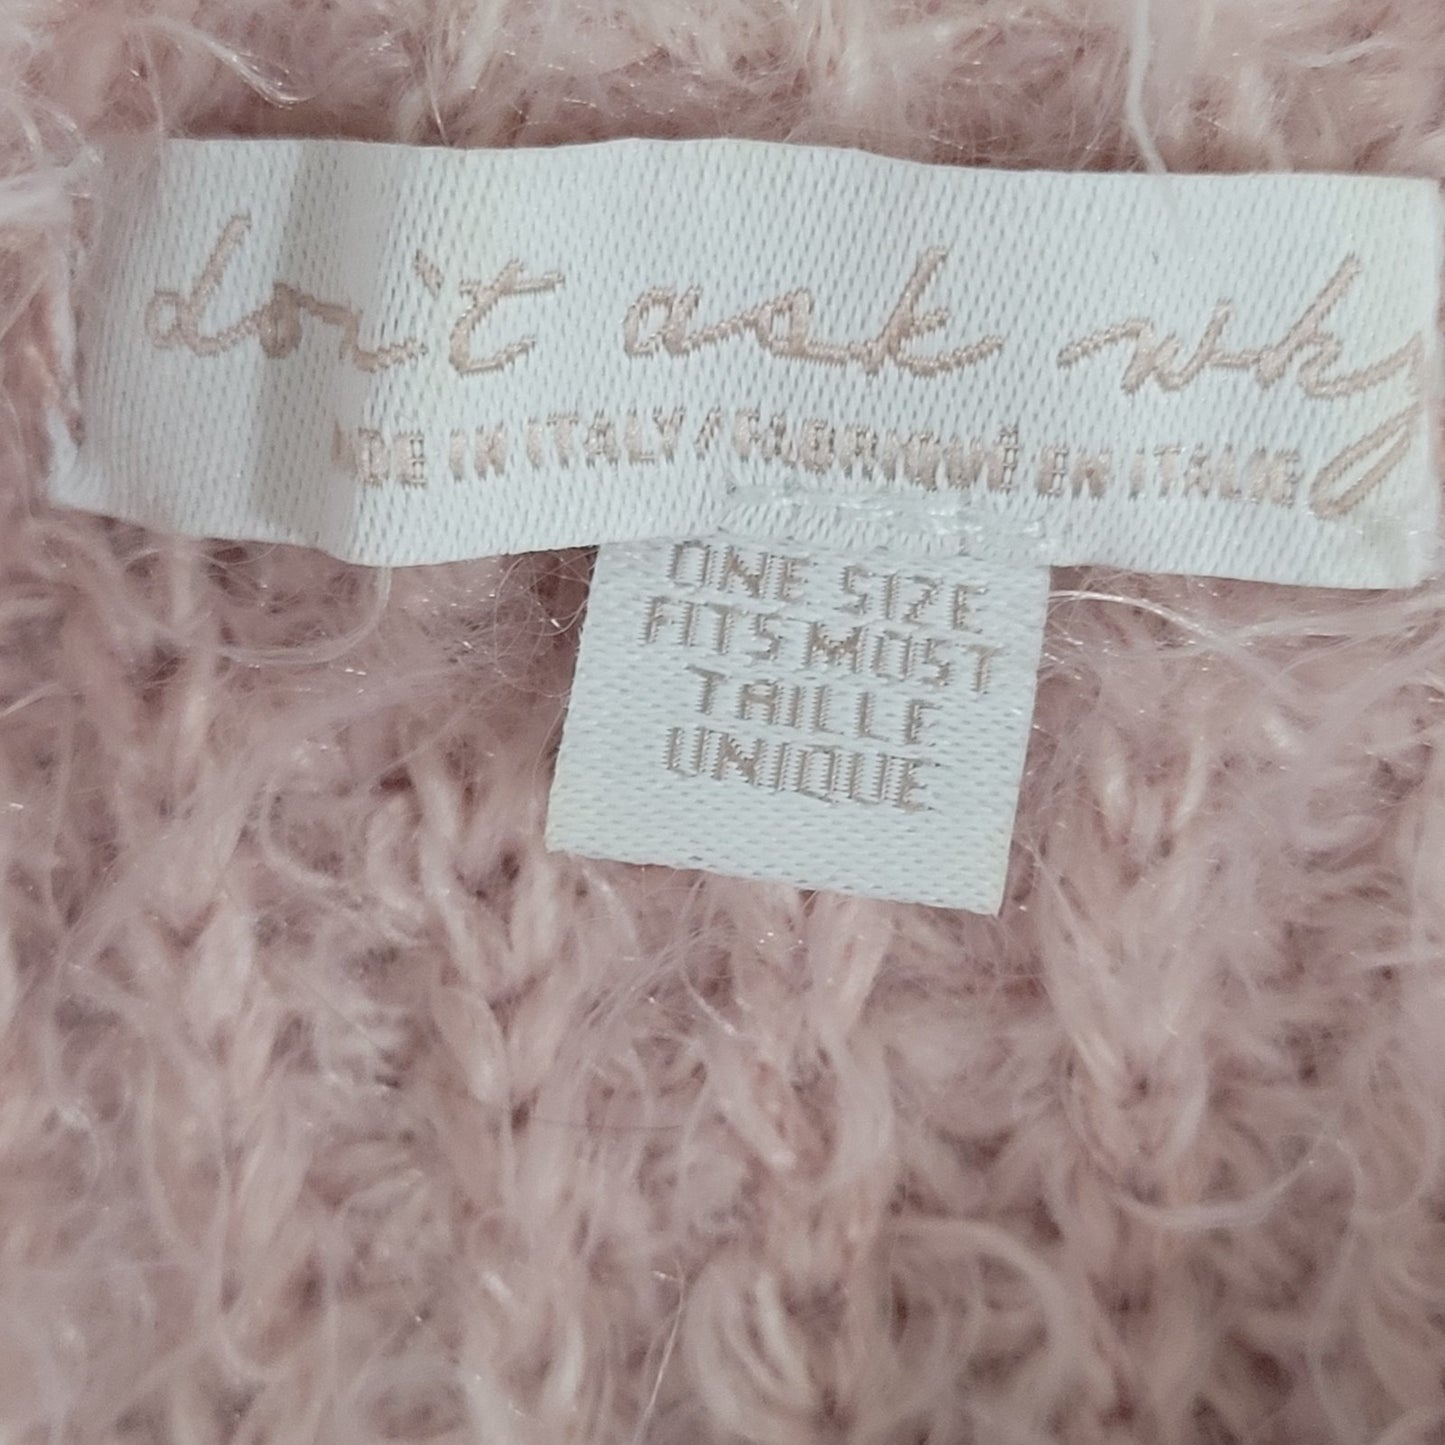 don't ask why
MADE IN ITALY / FABRIQUÉ EN ITALIE
ONE SIZE
FITS MOST
TAILLE
UNIQUE